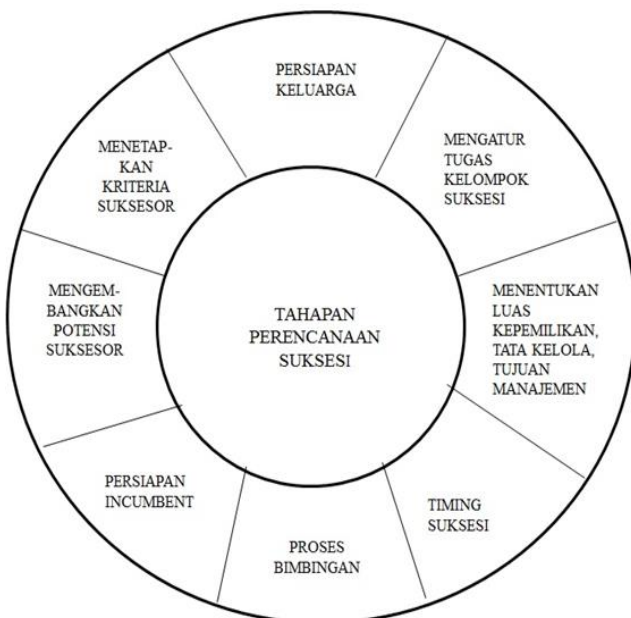 PERSIAPAN
KELUARGA
MENGATUR
TUGAS
KELOMPOK
SUKSESI
MENENTUKAN
LUAS
KEPEMILIKAN,
TATA KELOLA,
TUJUAN
MANAJEMEN
TIMING
SUKSESI
PROSES
BIMBINGAN
PERSIAPAN
INCUMBENT
MENGEM-
BANGKAN
POTENSI
SUKSESOR
MENETAP-
KAN
KRITERIA
SUKSESOR
TAHAPAN
PERENCANAAN
SUKSESI